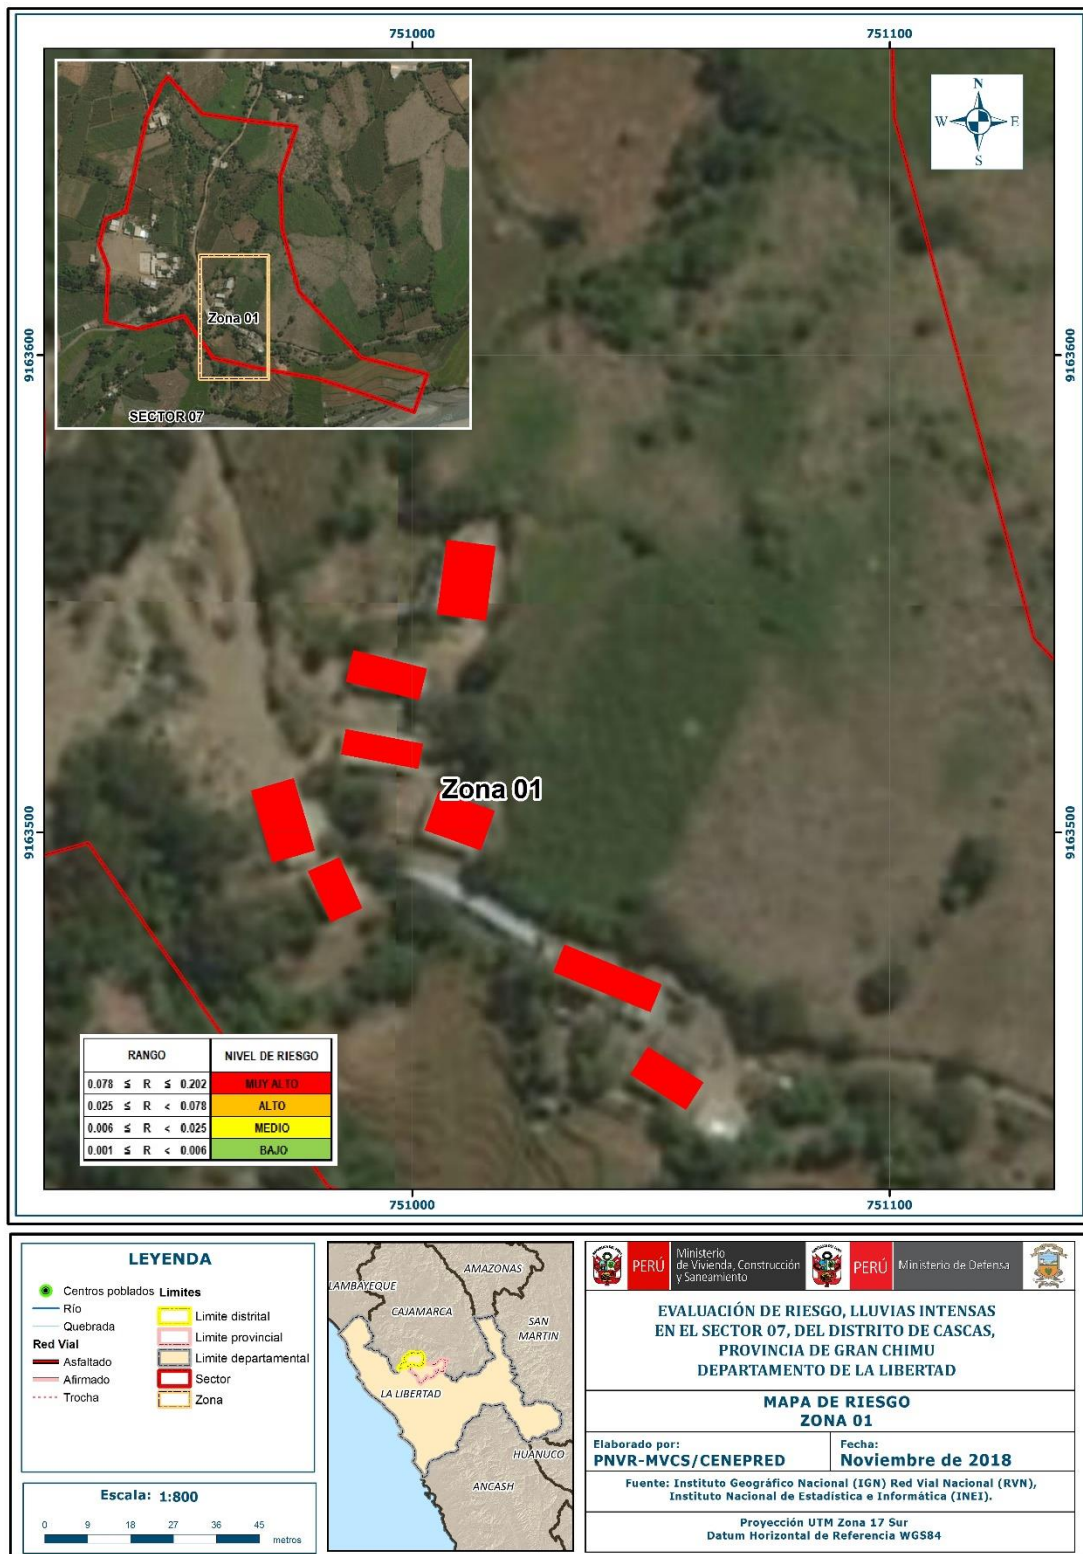 751000
751100
N
W
E
S
Zona 01
SECTOR 07
9163600
9163600
Zona 01
9163500
9163500
RANGO NIVEL DE RIESGO
0.078 ≤ R ≤ 0.202 MUY ALTO
0.025 ≤ R < 0.078 ALTO
0.006 ≤ R < 0.025 MEDIO
0.001 ≤ R < 0.006 BAJO
751000
751100
LEYENDA
Centros poblados
Río
Quebrada
Red Vial
Asfaltado
Afirmado
Trocha
Limites
Limite distrital
Limite provincial
Limite departamental
Sector
Zona
Escala: 1:800
0 9 18 27 36 45
metros
AMAZONAS
LAMBAYEQUE
CAJAMARCA
SAN
MARTIN
LA LIBERTAD
HUANUCO
ANCASH
PERÚ
Ministerio
de Vivienda, Construcción
y Saneamiento
PERÚ
Ministerio de Defensa
EVALUACIÓN DE RIESGO, LLUVIAS INTENSAS
EN EL SECTOR 07, DEL DISTRITO DE CASCAS,
PROVINCIA DE GRAN CHIMU
DEPARTAMENTO DE LA LIBERTAD
MAPA DE RIESGO
ZONA 01
Elaborado por:
PNVR-MVCS/CENEPRED
Fecha:
Noviembre de 2018
Fuente: Instituto Geográfico Nacional (IGN) Red Vial Nacional (RVN),
Instituto Nacional de Estadística e Informática (INEI).
Proyección UTM Zona 17 Sur
Datum Horizontal de Referencia WGS84